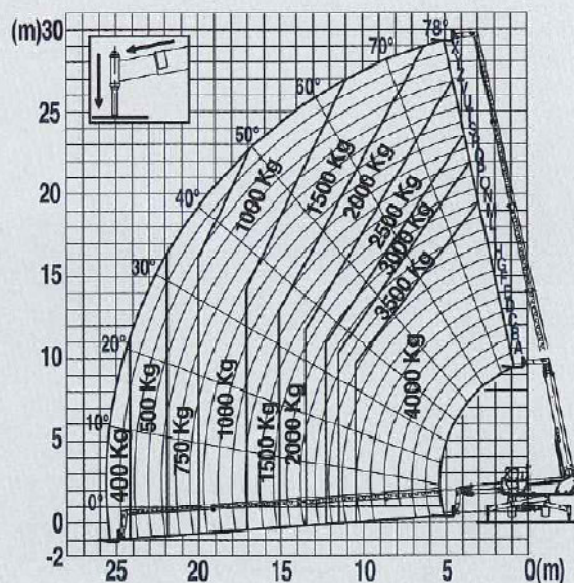 (m)30
25
20
15
10
5
0
-2
78°
70°
60°
50°
40°
30°
20°
10°
0°
1000 Kg
1500 Kg
2000 Kg
2500 Kg
3000 Kg
3500 Kg
4000 Kg
400 Kg
500 Kg
750 Kg
1000 Kg
1500 Kg
2000 Kg
H
G
F
E
D
C
B
A
25 20 15 10 5 0(m)